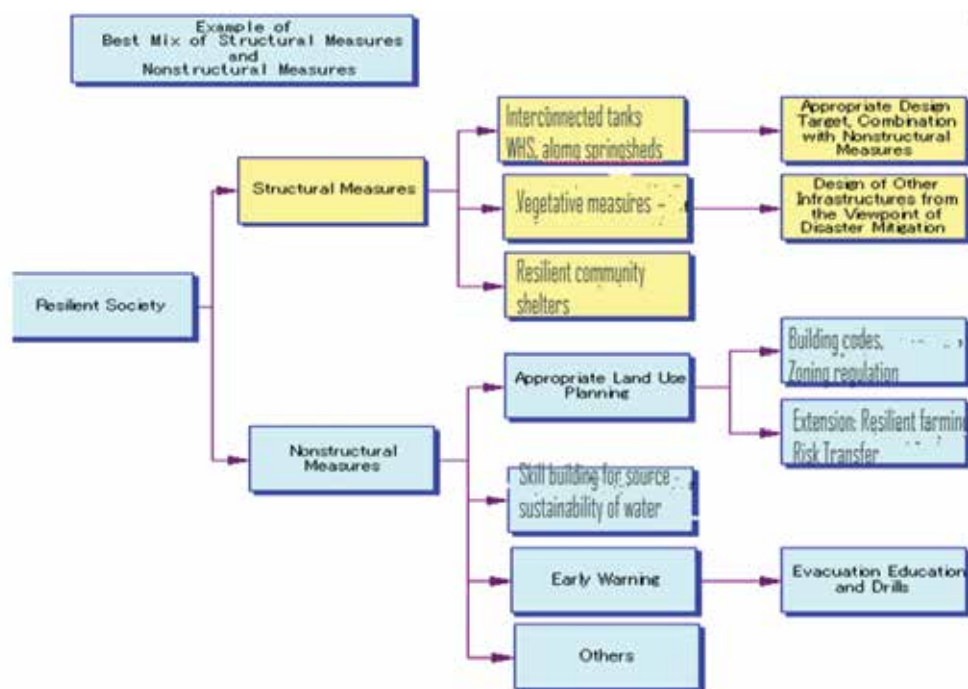 Example of
Best Mix of Structural Measures
and
Nonstructural Measures
Resilient Society
Structural Measures
Interconnected tanks
WHS, alomg springsheds
Appropriate Design
Target, Combination
with Nonstructural
Measures
.Vegetative measures –
Design of Other
Infrastructures from
the Viewpoint of
Disaster Mitigation
Resilient community
shelters
Nonstructural
Measures
Appropriate Land Use
Planning
Building codes,
Zoning regulation
Extension: Resilient farming
Risk Transfer
Skill building for source -
sustainability of water
Early Warning
Evacuation Education
and Drills
Others